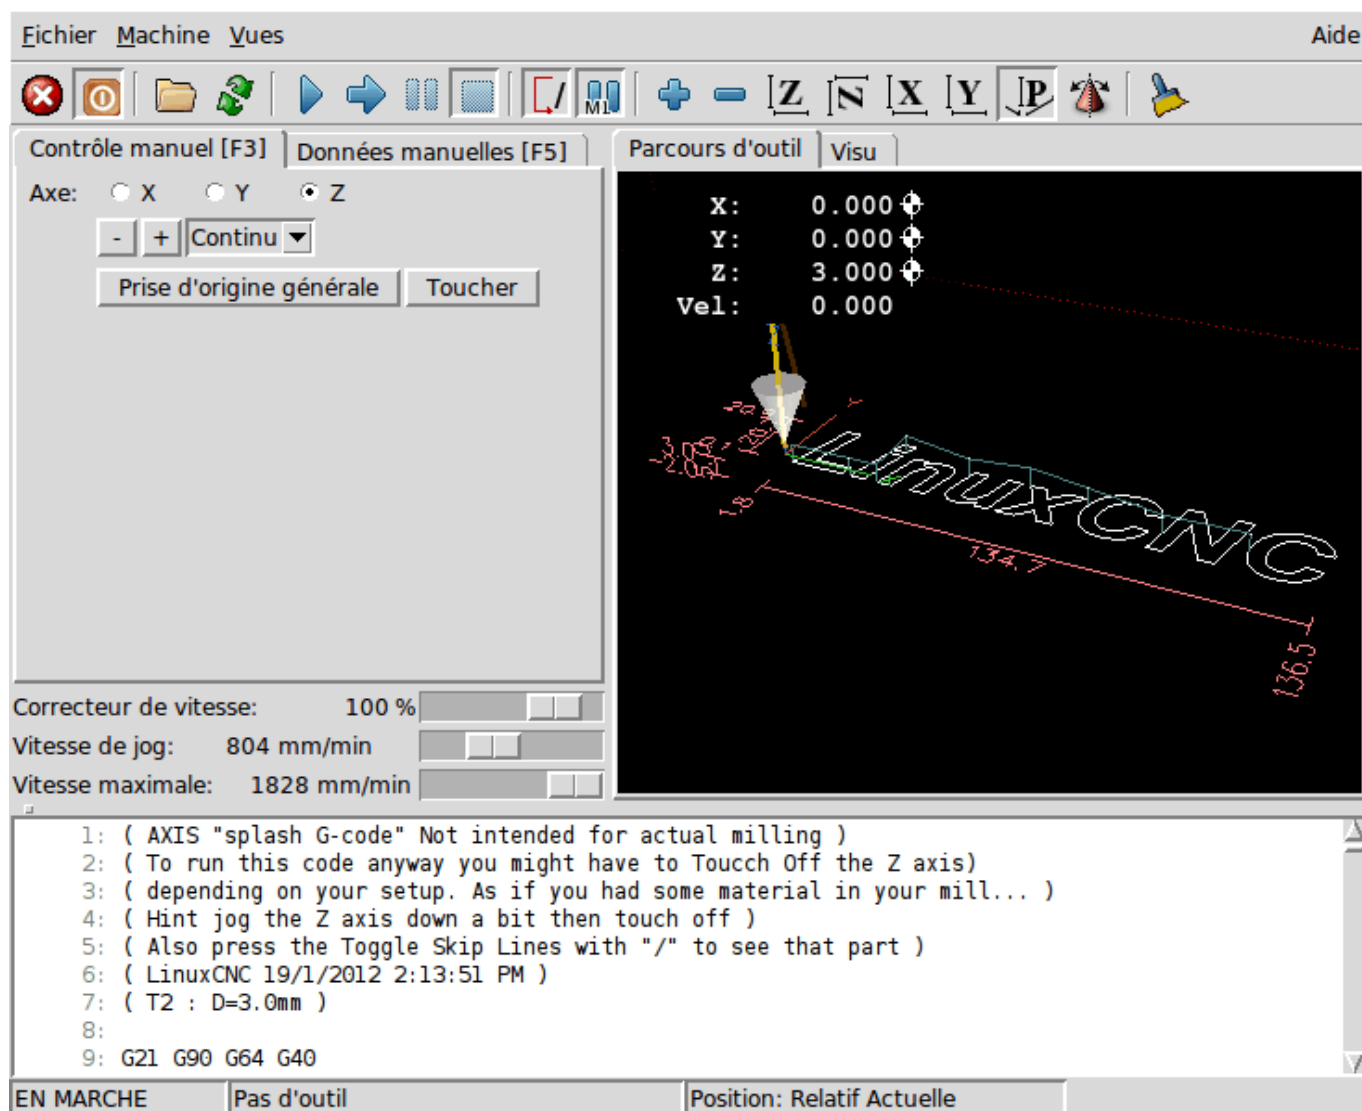 Fichier Machine Vues Aide
M1 Z N X Y P
Contrôle manuel [F3] Données manuelles [F5] Parcours d'outil Visu
Axe: X Y Z
- + Continu
Prise d'origine générale Toucher
X: 0.000
Y: 0.000
Z: 3.000
Vel: 0.000
Y
LinuxCNC
134.7
136.5
Correcteur de vitesse: 100 %
Vitesse de jog: 804 mm/min
Vitesse maximale: 1828 mm/min
1: ( AXIS "splash G-code" Not intended for actual milling )
2: ( To run this code anyway you might have to Toucch Off the Z axis)
3: ( depending on your setup. As if you had some material in your mill... )
4: ( Hint jog the Z axis down a bit then touch off )
5: ( Also press the Toggle Skip Lines with "/" to see that part )
6: ( LinuxCNC 19/1/2012 2:13:51 PM )
7: ( T2 : D=3.0mm )
8:
9: G21 G90 G64 G40
EN MARCHE Pas d'outil Position: Relatif Actuelle